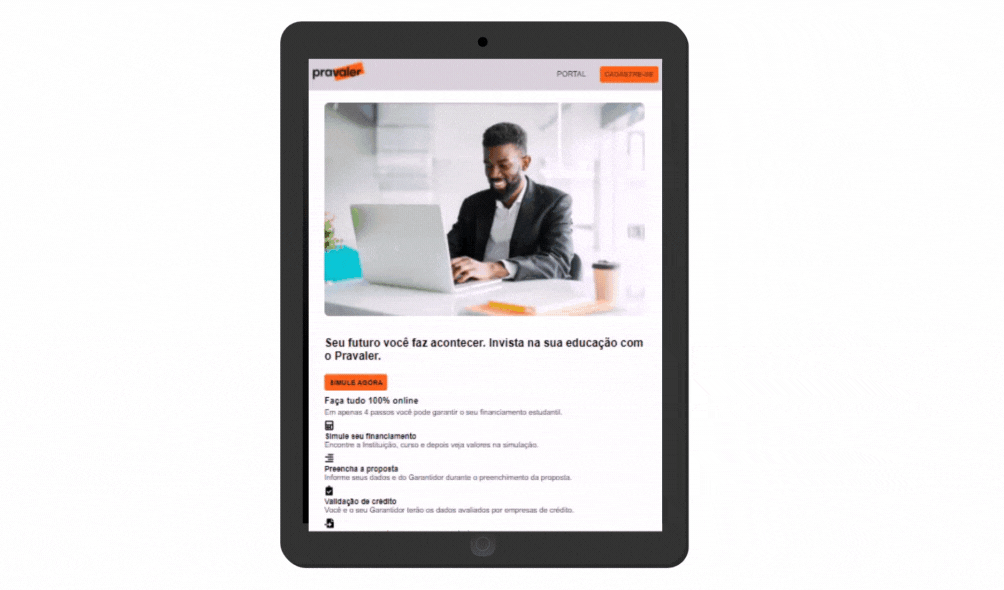 pravaler
PORTAL
CADASTRE-SE
Seu futuro você faz acontecer. Invista na sua educação com
o Pravaler.
SIMULE AGORA
Faça tudo 100% online
Em apenas 4 passos você pode garantir o seu financiamento estudantil.
Simule seu financiamento
Encontre a Instituição, curso e depois veja valores na simulação.
Preencha a proposta
Informe seus dados e do Garantidor durante o preenchimento da proposta.
Validação de crédito
Você e o seu Garantidor terão os dados avaliados por empresas de crédito.